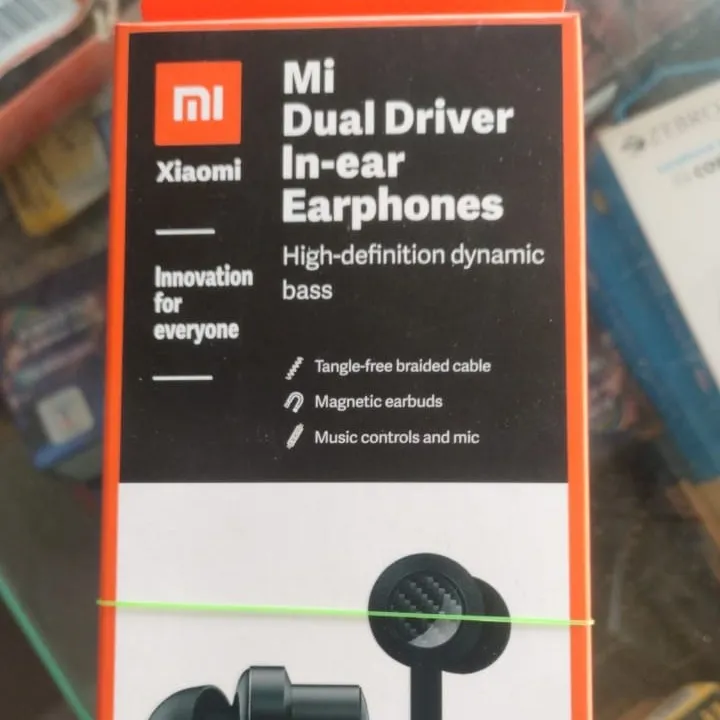 mi
Xiaomi
Innovation
for
everyone
Mi
Dual Driver
In-ear
Earphones
High-definition dynamic
bass
Tangle-free braided cable
Magnetic earbuds
Music controls and mic